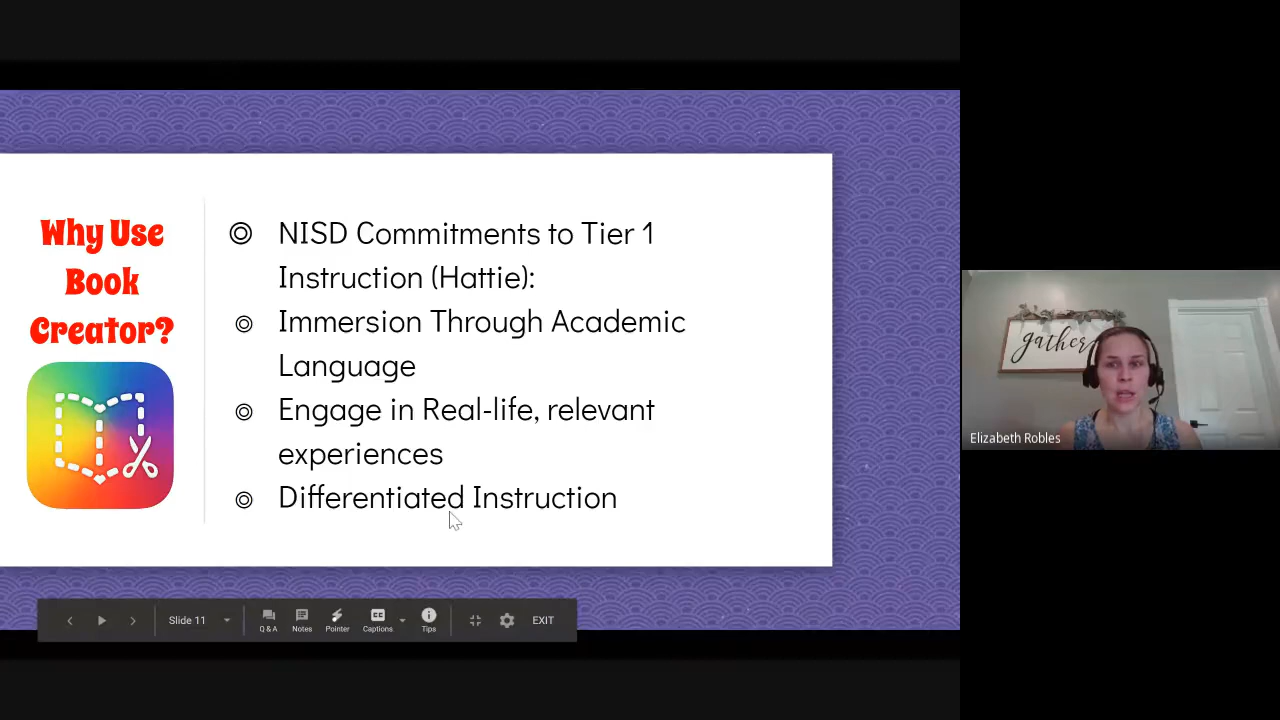 Why Use
Book
Creator?
NISD Commitments to Tier 1
Instruction (Hattie):
Immersion Through Academic
Language
Engage in Real-life, relevant
experiences
Differentiated Instruction
gather
Elizabeth Robles
Slide 11
Q & A
Notes
Pointer
CC
Captions
Tips
EXIT